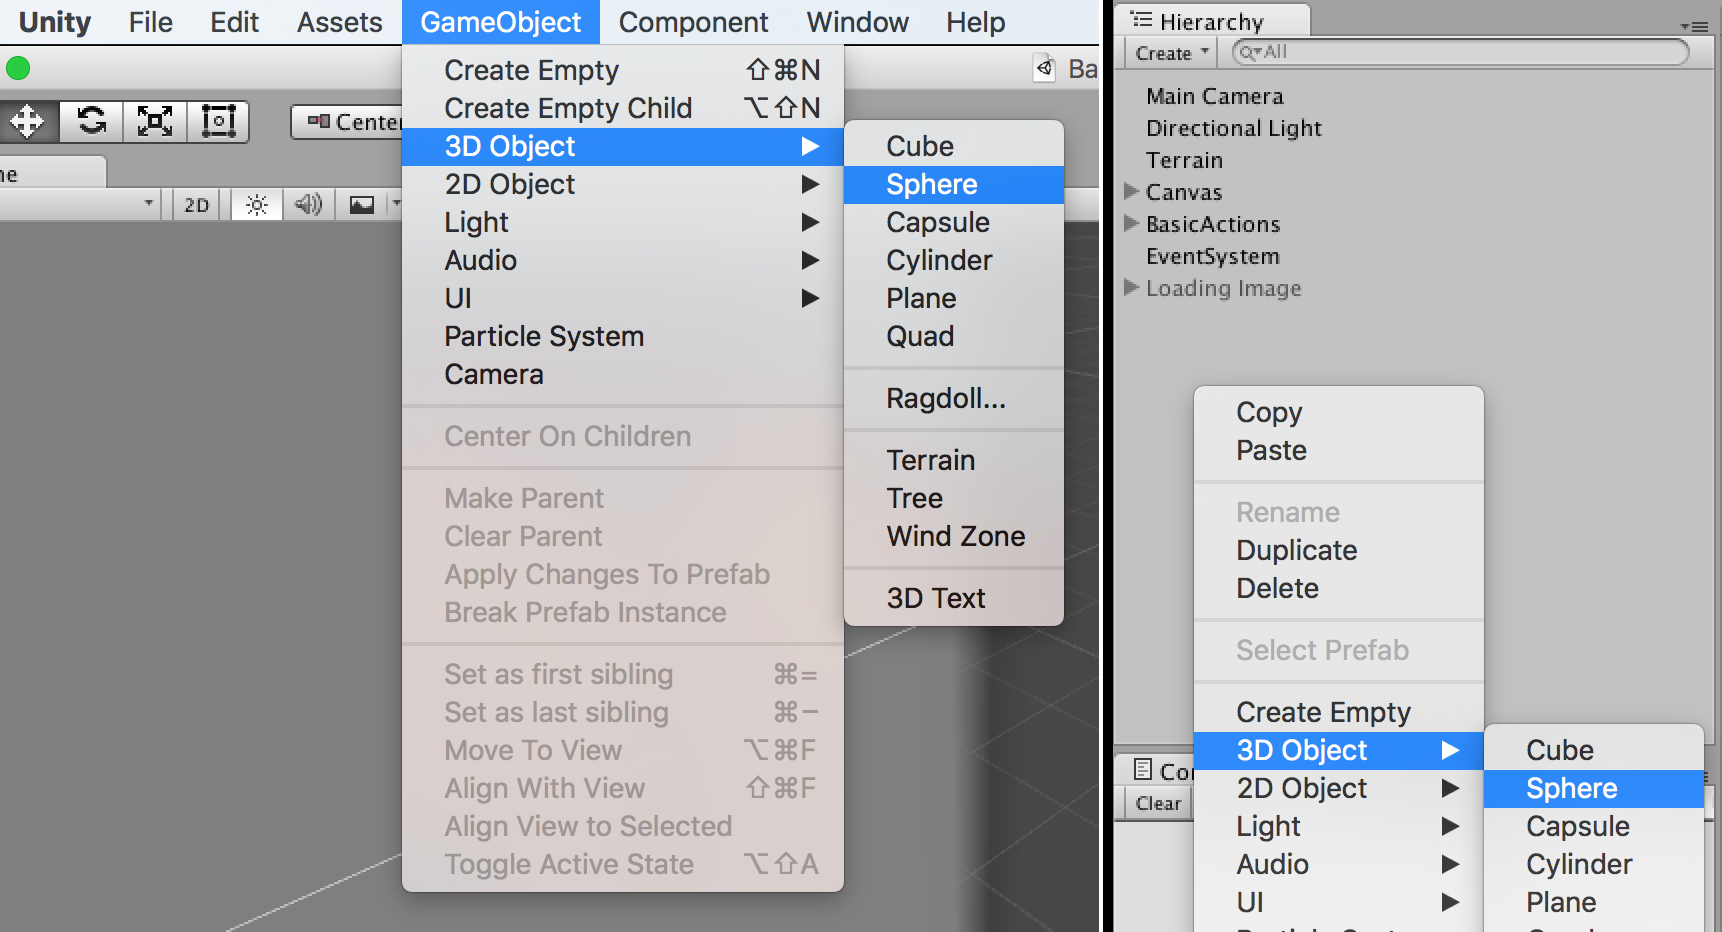 Unity File Edit Assets GameObject Component Window Help
Ba
Center
ne
2D
Create Empty ⇧⌘N
Create Empty Child ⌥⇧N
3D Object
2D Object
Light
Audio
UI
Particle System
Camera
Center On Children
Make Parent
Clear Parent
Apply Changes To Prefab
Break Prefab Instance
Set as first sibling ⌘=
Set as last sibling ⌘−
Move To View ⌥⌘F
Align With View ⇧⌘F
Align View to Selected
Toggle Active State ⌥⇧A
Cube
Sphere
Capsule
Cylinder
Plane
Quad
Ragdoll...
Terrain
Tree
Wind Zone
3D Text
Hierarchy
Create All
Main Camera
Directional Light
Terrain
Canvas
BasicActions
EventSystem
Loading Image
Copy
Paste
Rename
Duplicate
Delete
Select Prefab
Create Empty
3D Object
2D Object
Light
Audio
UI
Cube
Sphere
Capsule
Cylinder
Plane
Co
Clear